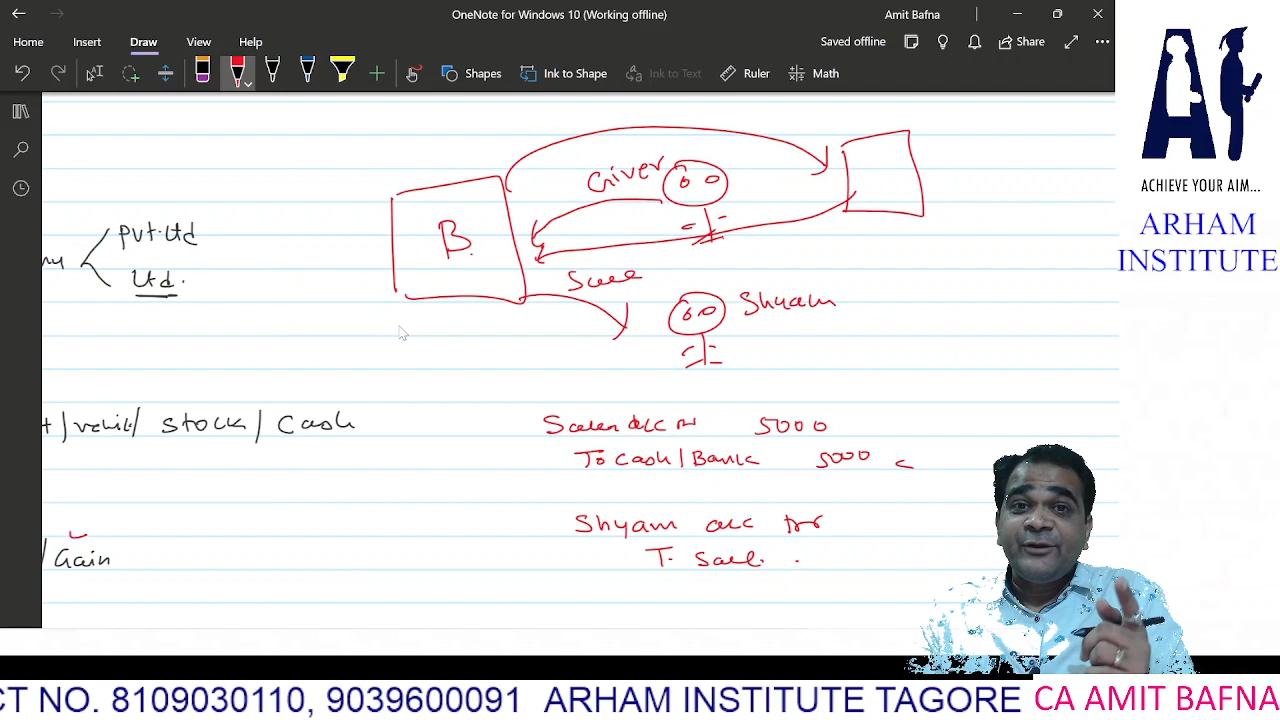 OneNote for Windows 10 (Working offline)
Amit Bafna
Home Insert Draw View Help
Saved offline
Share
Shapes
Ink to Shape
Ink to Text
Ruler
Math
Giver
B.
Pvt. Ltd
Ltd.
Sale
Shyam
t / vehicle / Stock / Cash
a/c Dr 5000
To Cash / Bank 5000
Shyam a/c Dr
T. Sale.
/ Gain
AI
ACHIEVE YOUR AIM...
ARHAM
INSTITUTE
CT NO. 8109030110, 9039600091 ARHAM INSTITUTE TAGORE CA AMIT BAFNA